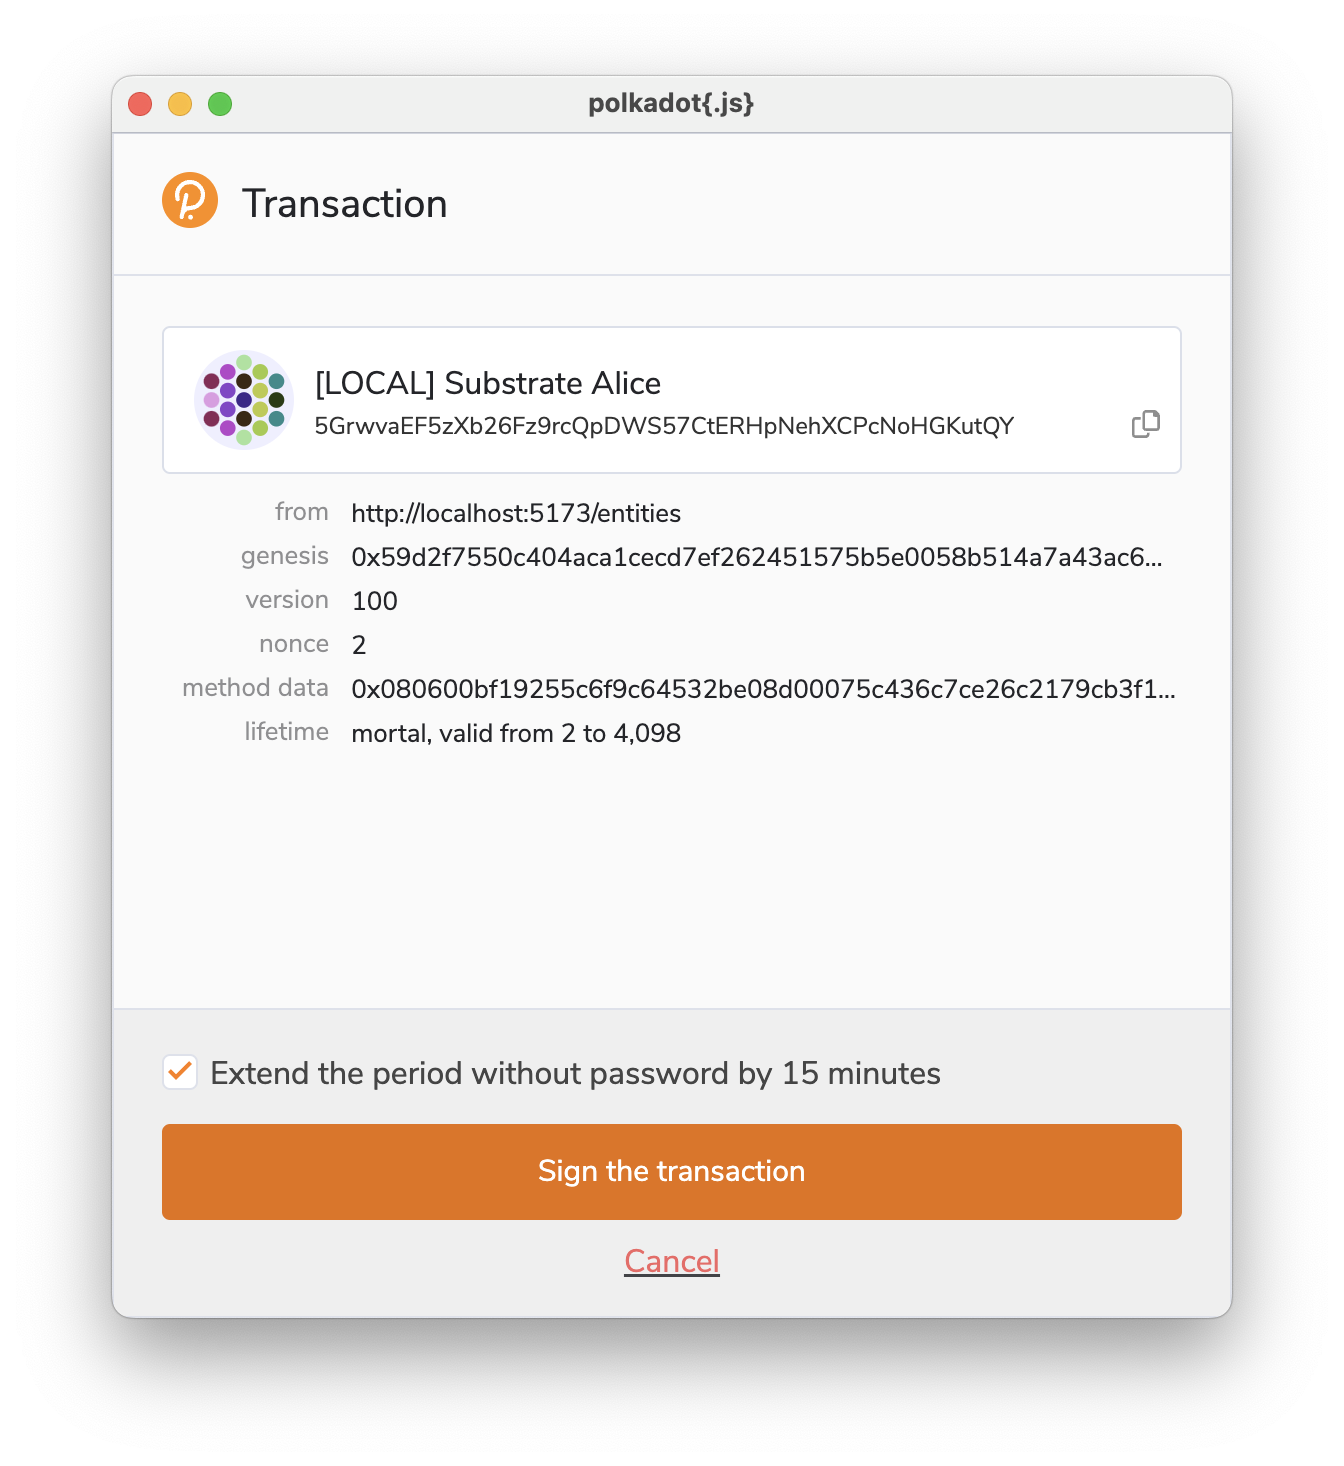 polkadot{.js}
Transaction
[LOCAL] Substrate Alice
5GrwvaEF5zXb26Fz9rcQpDWS57CtERHpNehXCPcNoHGKutQY
from http://localhost:5173/entities
genesis 0x59d2f7550c404aca1cecd7ef262451575b5e0058b514a7a43ac6...
version 100
nonce 2
method data 0x080600bf19255c6f9c64532be08d00075c436c7ce26c2179cb3f1...
lifetime mortal, valid from 2 to 4,098
Extend the period without password by 15 minutes
Sign the transaction
Cancel